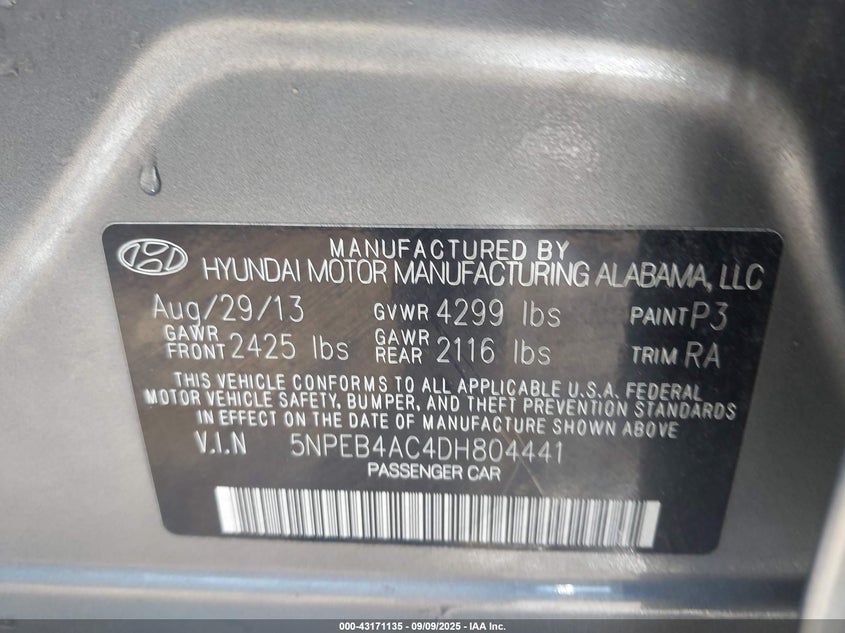 MANUFACTURED BY
HYUNDAI MOTOR MANUFACTURING ALABAMA, LLC
Aug/29/13 GVWR 4299 lbs PAINT P3
GAWR FRONT 2425 lbs GAWR REAR 2116 lbs TRIM RA
THIS VEHICLE CONFORMS TO ALL APPLICABLE U.S.A. FEDERAL
MOTOR VEHICLE SAFETY, BUMPER, AND THEFT PREVENTION STANDARDS
IN EFFECT ON THE DATE OF MANUFACTURE SHOWN ABOVE
V.I.N 5NPEB4AC4DH804441
PASSENGER CAR
000-43171135 - 09/09/2025 - IAA Inc.